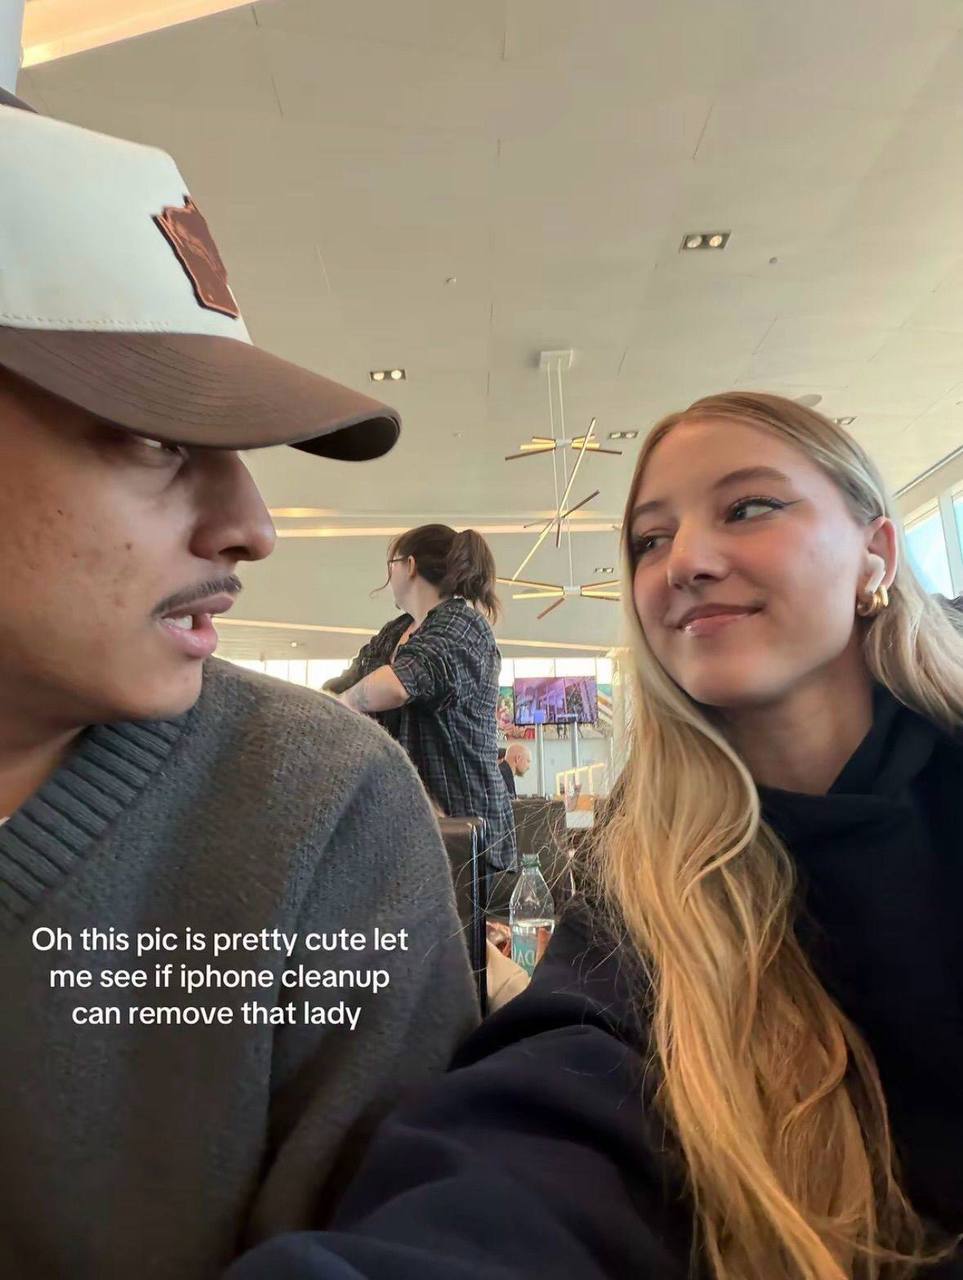 Oh this pic is pretty cute let
me see if iphone cleanup
can remove that lady